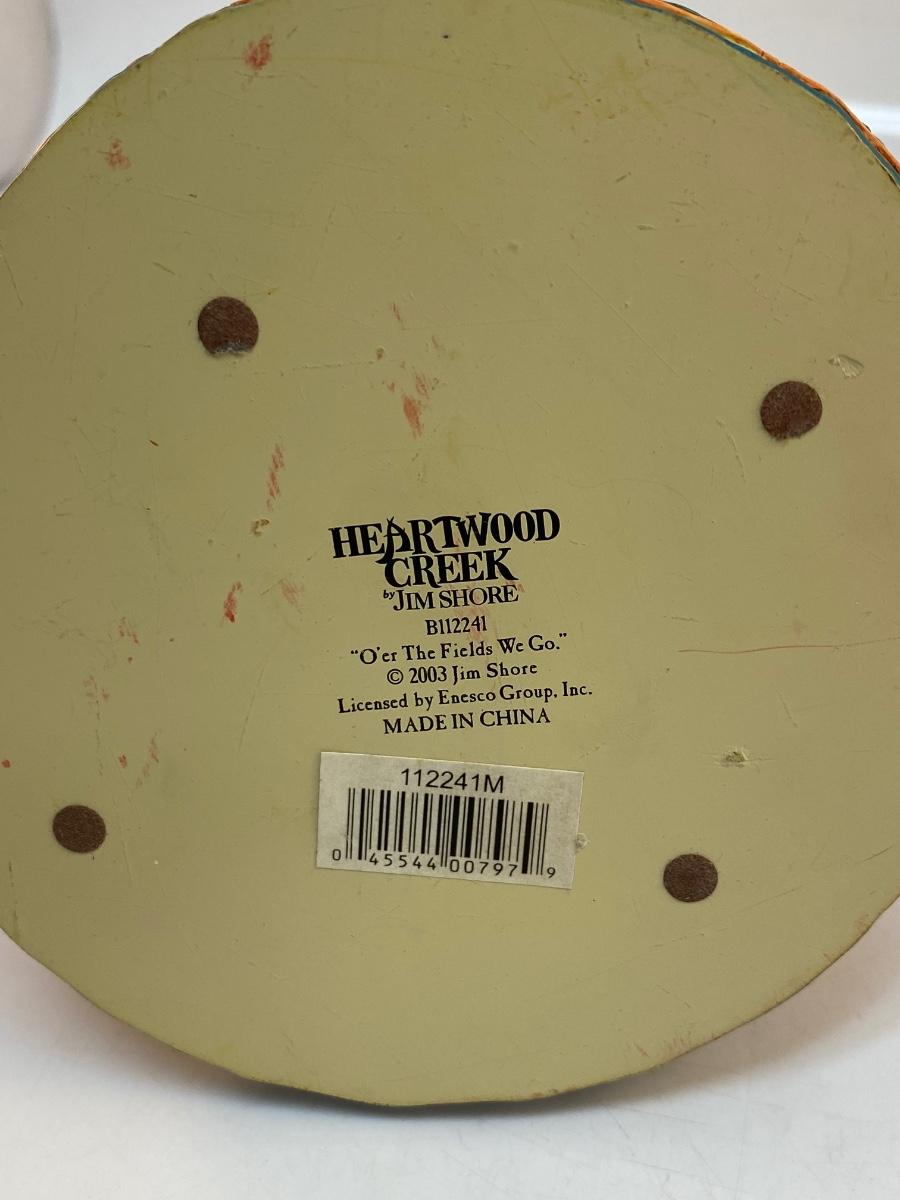 HEARTWOOD
CREEK
by JIM SHORE
B112241
"O'er The Fields We Go."
© 2003 Jim Shore
Licensed by Enesco Group, Inc.
MADE IN CHINA
112241M
0 45544 00797 9